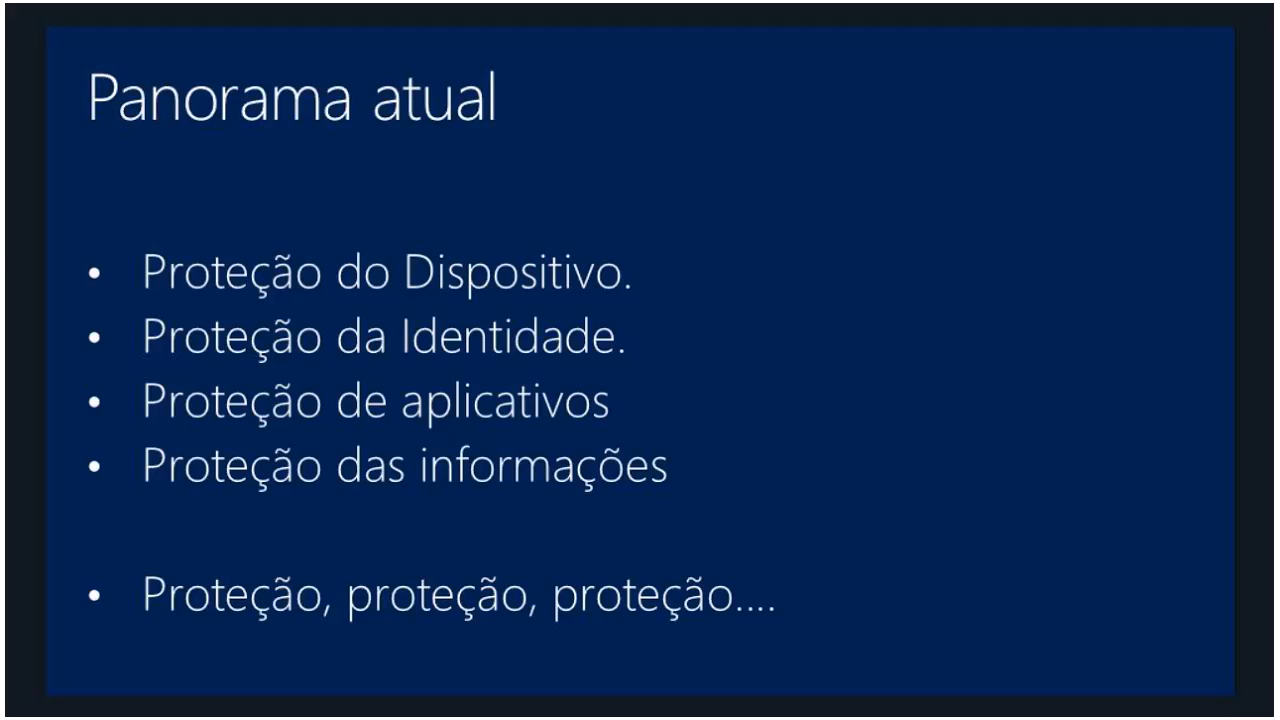 Panorama atual
• Proteção do Dispositivo.
• Proteção da Identidade.
• Proteção de aplicativos
• Proteção das informações
• Proteção, proteção, proteção....